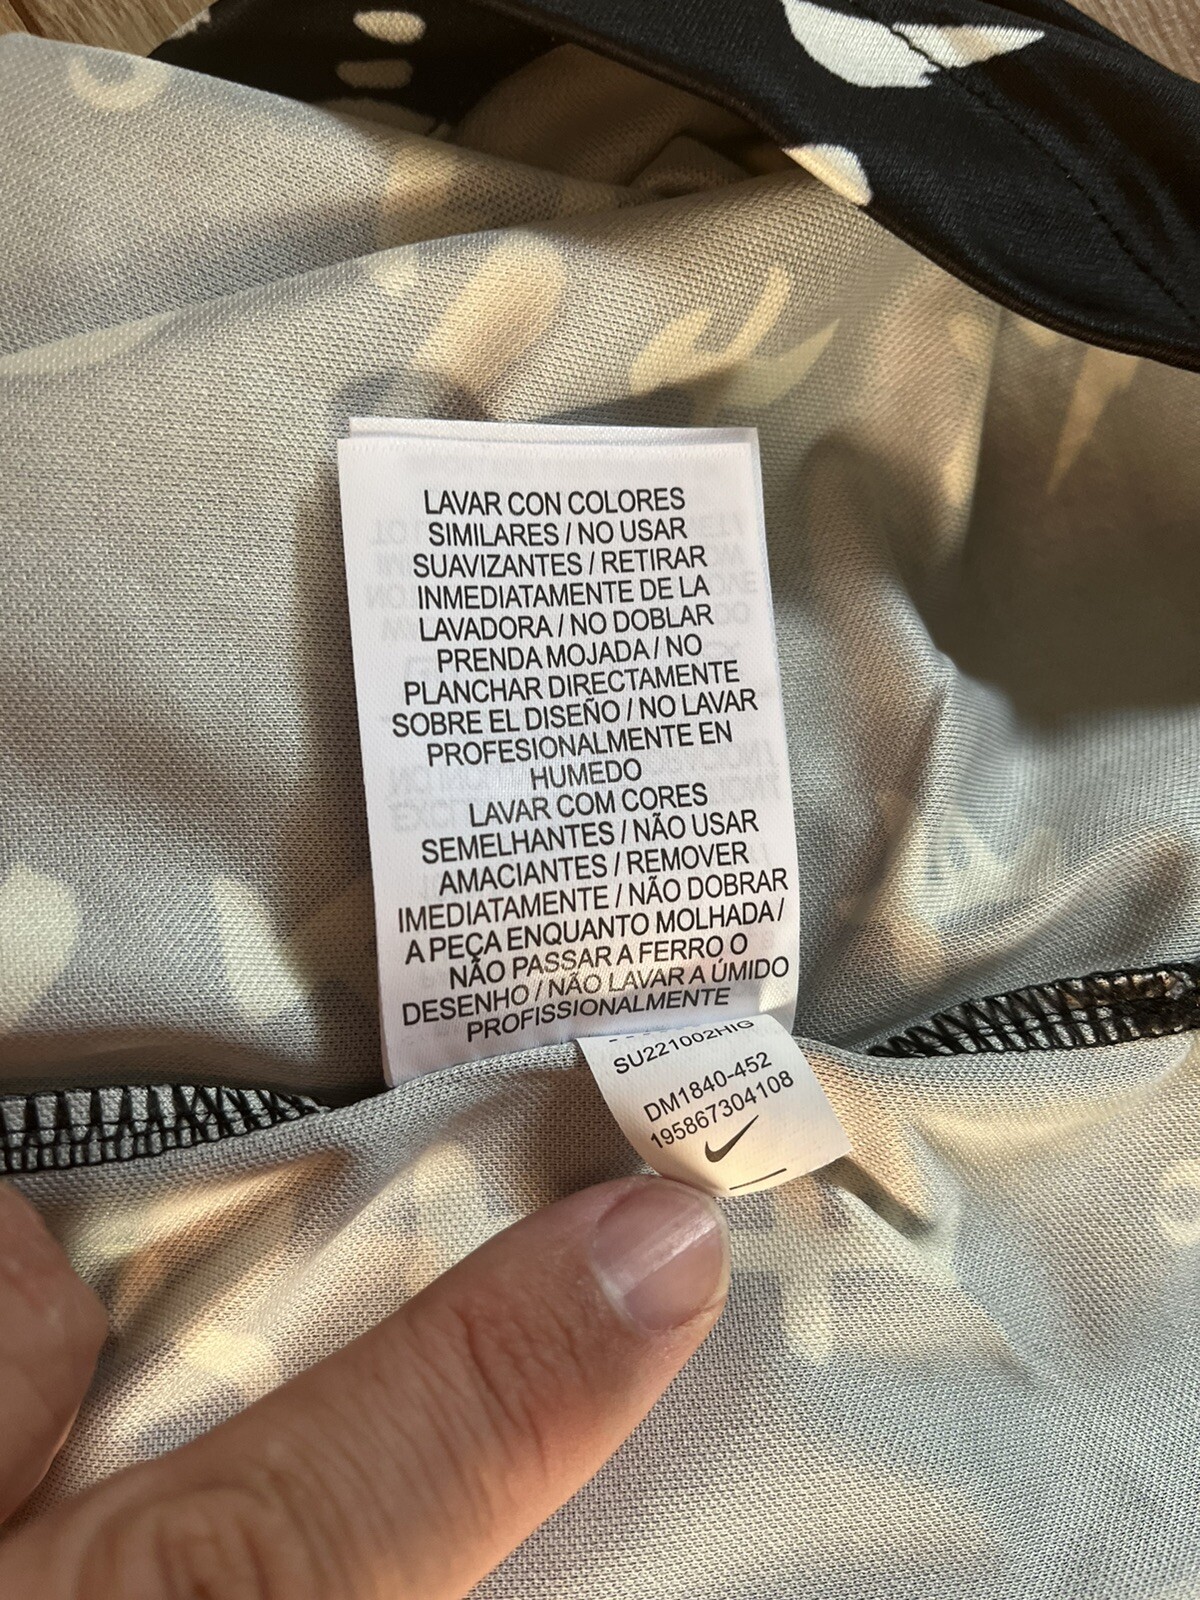 LAVAR CON COLORES
SIMILARES / NO USAR
SUAVIZANTES / RETIRAR
INMEDIATAMENTE DE LA
LAVADORA / NO DOBLAR
PRENDA MOJADA / NO
PLANCHAR DIRECTAMENTE
SOBRE EL DISEÑO / NO LAVAR
PROFESIONALMENTE EN
HUMEDO
LAVAR COM CORES
SEMELHANTES / NÃO USAR
AMACIANTES / REMOVER
IMEDIATAMENTE / NÃO DOBRAR
A PEÇA ENQUANTO MOLHADA /
NÃO PASSAR A FERRO O
DESENHO / NÃO LAVAR A ÚMIDO
PROFISSIONALMENTE
SU221002HIG
DM1840-452
195867304108